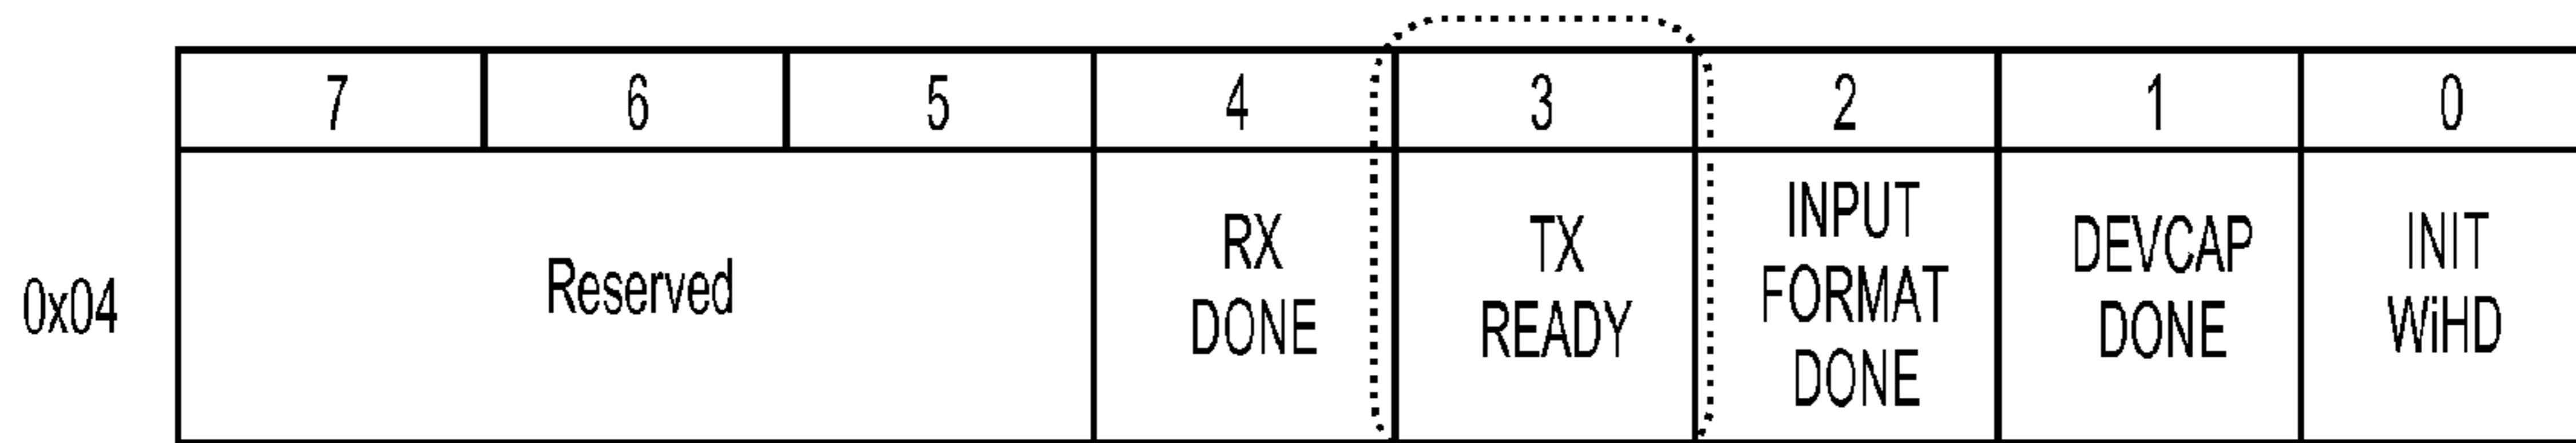 7 6 5 4 3 2 1 0
0x04
Reserved
RX
DONE
TX
READY
INPUT
FORMAT
DONE
DEVCAP
DONE
INIT
WiHD